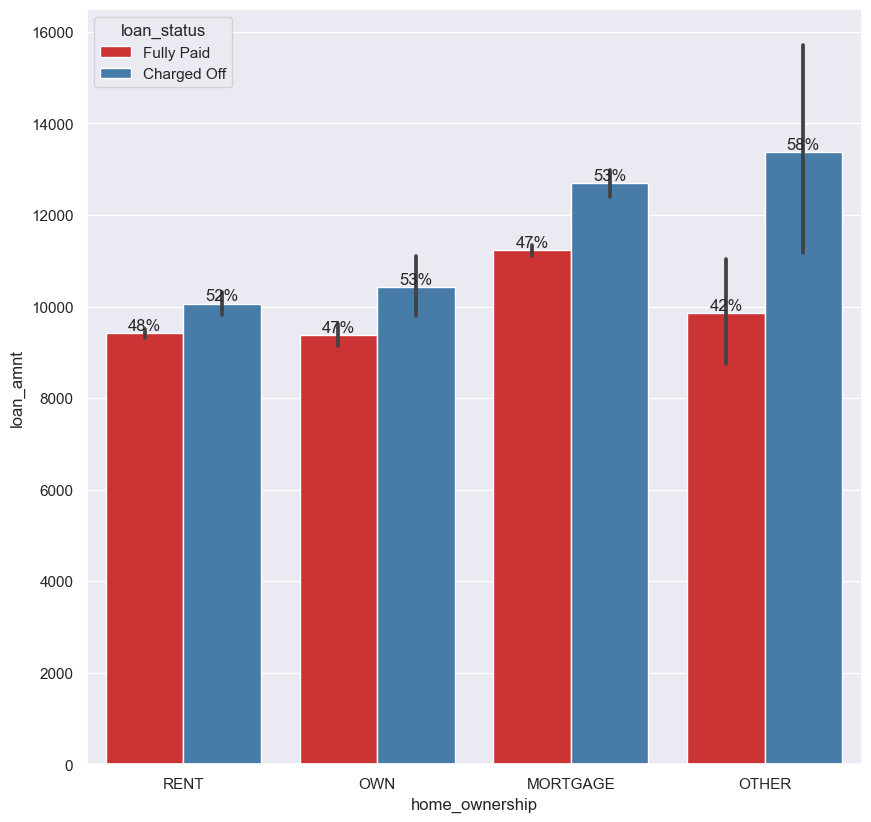 loan_status
Fully Paid
Charged Off
16000
14000
12000
10000
8000
6000
4000
2000
0
loan_amnt
48%
52%
47%
53%
47%
53%
42%
58%
RENT
OWN
MORTGAGE
OTHER
home_ownership